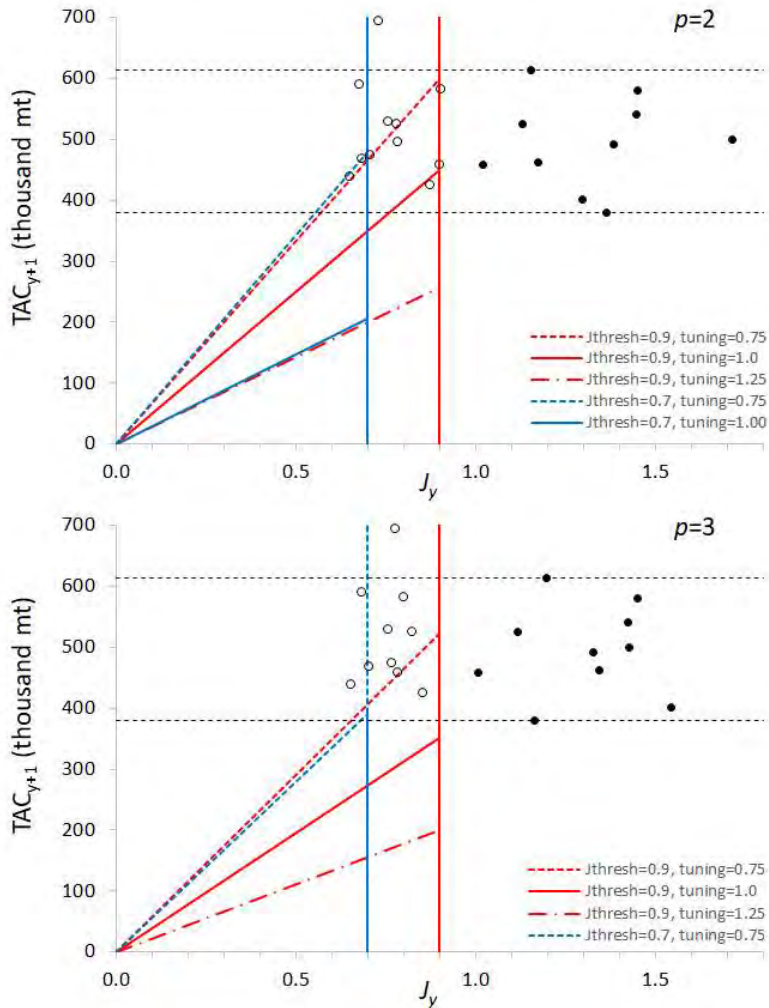 700
600
500
400
300
200
100
0
TACy+1 (thousand mt)
p=2
Jthresh=0.9, tuning=0.75
Jthresh=0.9, tuning=1.0
Jthresh=0.9, tuning=1.25
Jthresh=0.7, tuning=0.75
Jthresh=0.7, tuning=1.00
0.0 0.5 1.0 1.5
Jy
700
600
500
400
300
200
100
0
TACy+1 (thousand mt)
p=3
Jthresh=0.9, tuning=0.75
Jthresh=0.9, tuning=1.0
Jthresh=0.9, tuning=1.25
Jthresh=0.7, tuning=0.75
0.0 0.5 1.0 1.5
Jy